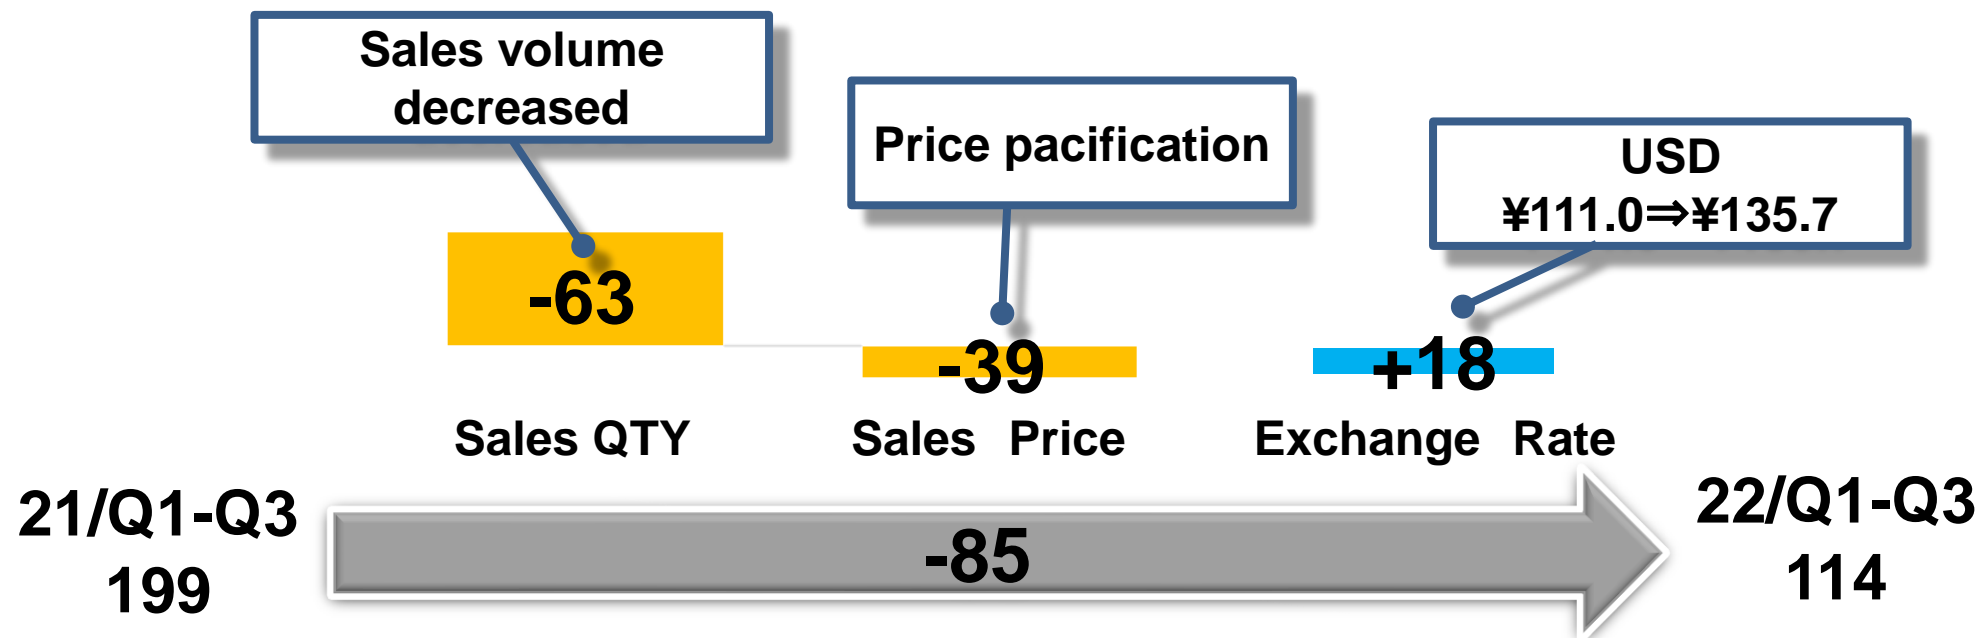 Sales volume
decreased
Price pacification
USD
¥111.0⇒¥135.7
-63
-39
+18
Sales QTY
Sales Price
Exchange Rate
21/Q1-Q3
199
-85
22/Q1-Q3
114